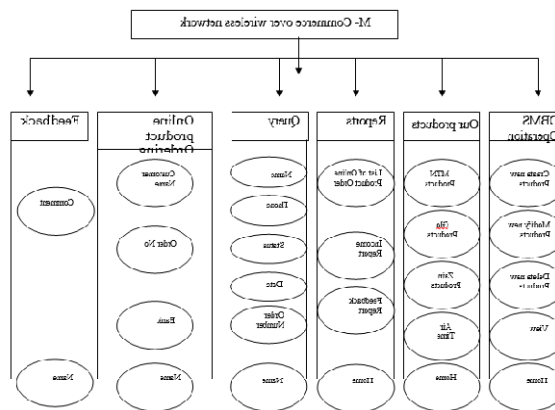 M- Commerce over wireless network
DBMS
Operation
Create new
Products
Modify new
Products
Delete new
Products
View
Home
Our products
MTN
Products
Glo
Products
Zain
Products
Air
Time
Home
Reports
List of Online
Product Order
Income
Report
Feedback
Report
Home
Query
Name
Phone
Status
Date
Order
Number
Name
Online
product
Ordering
Customer
Name
Order No
Bank
Name
Feedback
Comment
Name